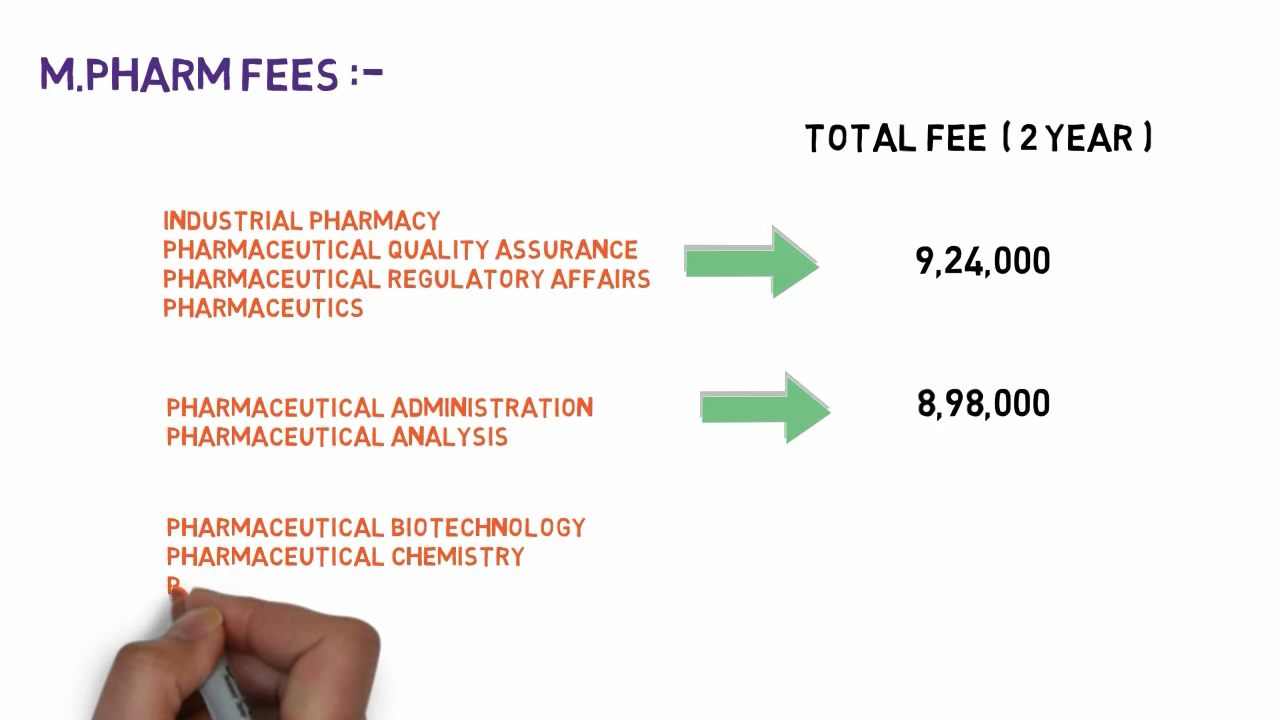 M.PHARM FEES :-
TOTAL FEE ( 2 YEAR )
INDUSTRIAL PHARMACY
PHARMACEUTICAL QUALITY ASSURANCE
PHARMACEUTICAL REGULATORY AFFAIRS
PHARMACEUTICS
9,24,000
PHARMACEUTICAL ADMINISTRATION
PHARMACEUTICAL ANALYSIS
8,98,000
PHARMACEUTICAL BIOTECHNOLOGY
PHARMACEUTICAL CHEMISTRY